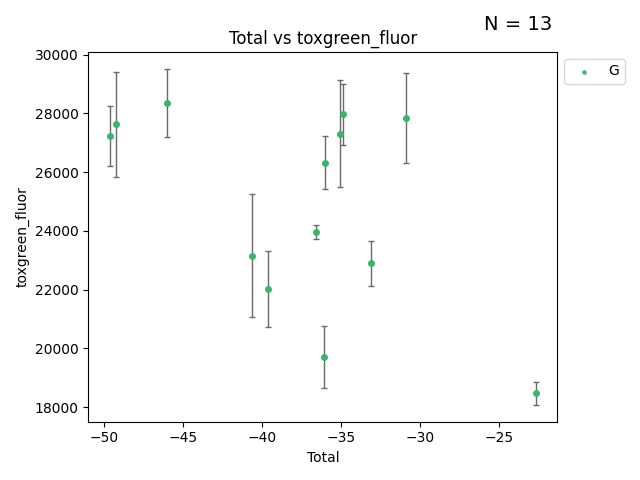 N = 13
Total vs toxgreen_fluor
G
30000
28000
26000
24000
22000
20000
18000
toxgreen_fluor
−50 −45 −40 −35 −30 −25
Total